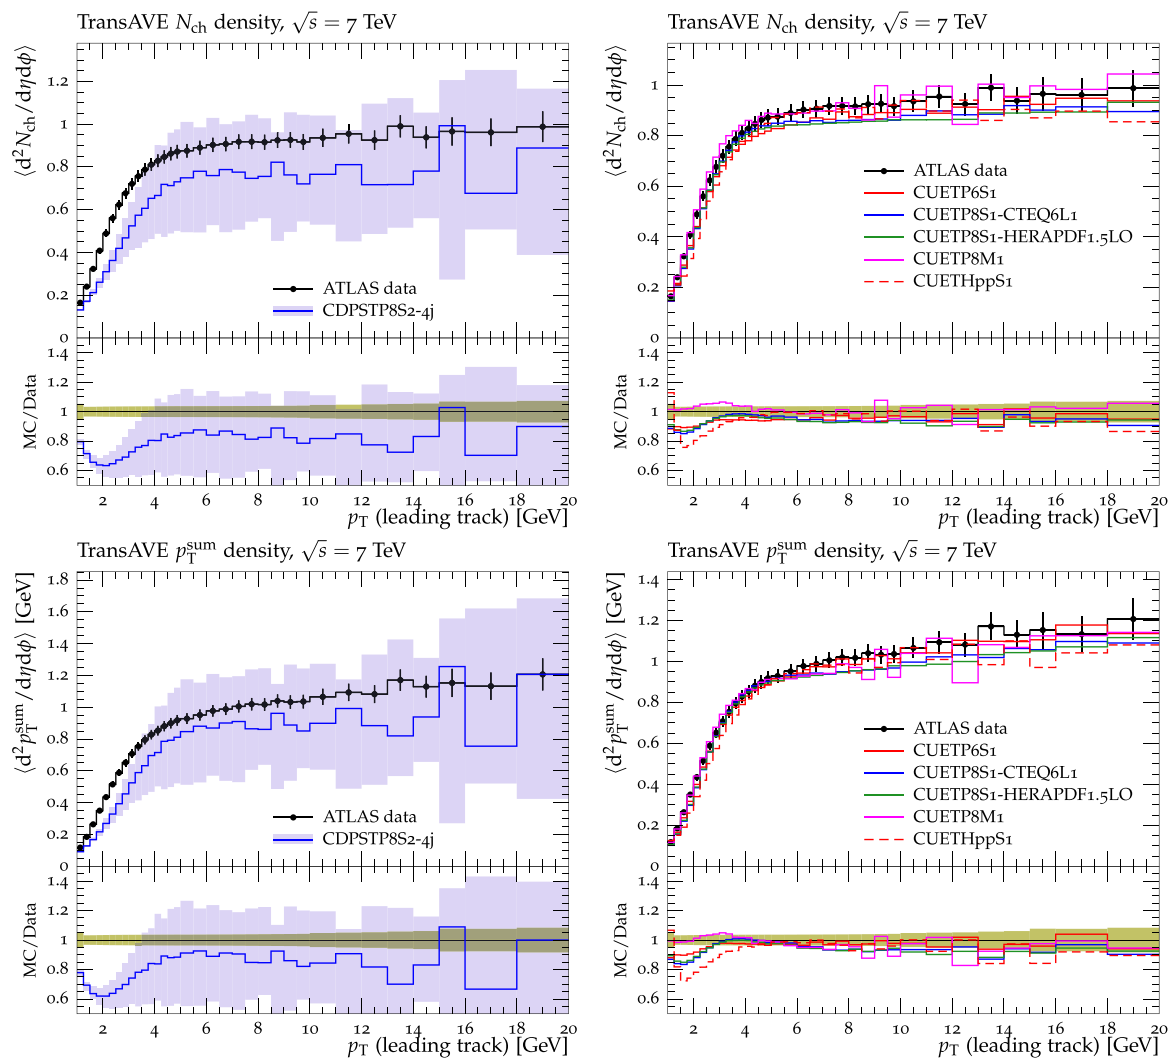 TransAVE N_ch density, √s = 7 TeV
⟨d²N_ch/dηdφ⟩
1.2
1
0.8
0.6
0.4
0.2
0
ATLAS data
CDPSTP8S2-4j
MC/Data
1.4
1.2
1
0.8
0.6
4 6 8 10 12 14 16 18 20
p_T (leading track) [GeV]
TransAVE N_ch density, √s = 7 TeV
⟨d²N_ch/dηdφ⟩
1
0.8
0.6
0.4
0.2
0
ATLAS data
CUETP6S1
CUETP8S1-CTEQ6L1
CUETP8S1-HERAPDF1.5LO
CUETP8M1
CUETHppS1
MC/Data
1.4
1.2
1
0.8
0.6
2 4 6 8 10 12 14 16 18 20
p_T (leading track) [GeV]
TransAVE p_T^sum density, √s = 7 TeV
⟨d²p_T^sum/dηdφ⟩ [GeV]
1.8
1.6
1.4
1.2
1
0.8
0.6
0.4
0.2
0
ATLAS data
CDPSTP8S2-4j
MC/Data
1.4
1.2
1
0.8
0.6
2 4 6 8 10 12 14 16 18 20
p_T (leading track) [GeV]
TransAVE p_T^sum density, √s = 7 TeV
⟨d²p_T^sum/dηdφ⟩ [GeV]
1.4
1.2
1
0.8
0.6
0.4
0.2
0
ATLAS data
CUETP6S1
CUETP8S1-CTEQ6L1
CUETP8S1-HERAPDF1.5LO
CUETP8M1
CUETHppS1
MC/Data
1.4
1.2
1
0.8
0.6
2 4 6 8 10 12 14 16 18 20
p_T (leading track) [GeV]